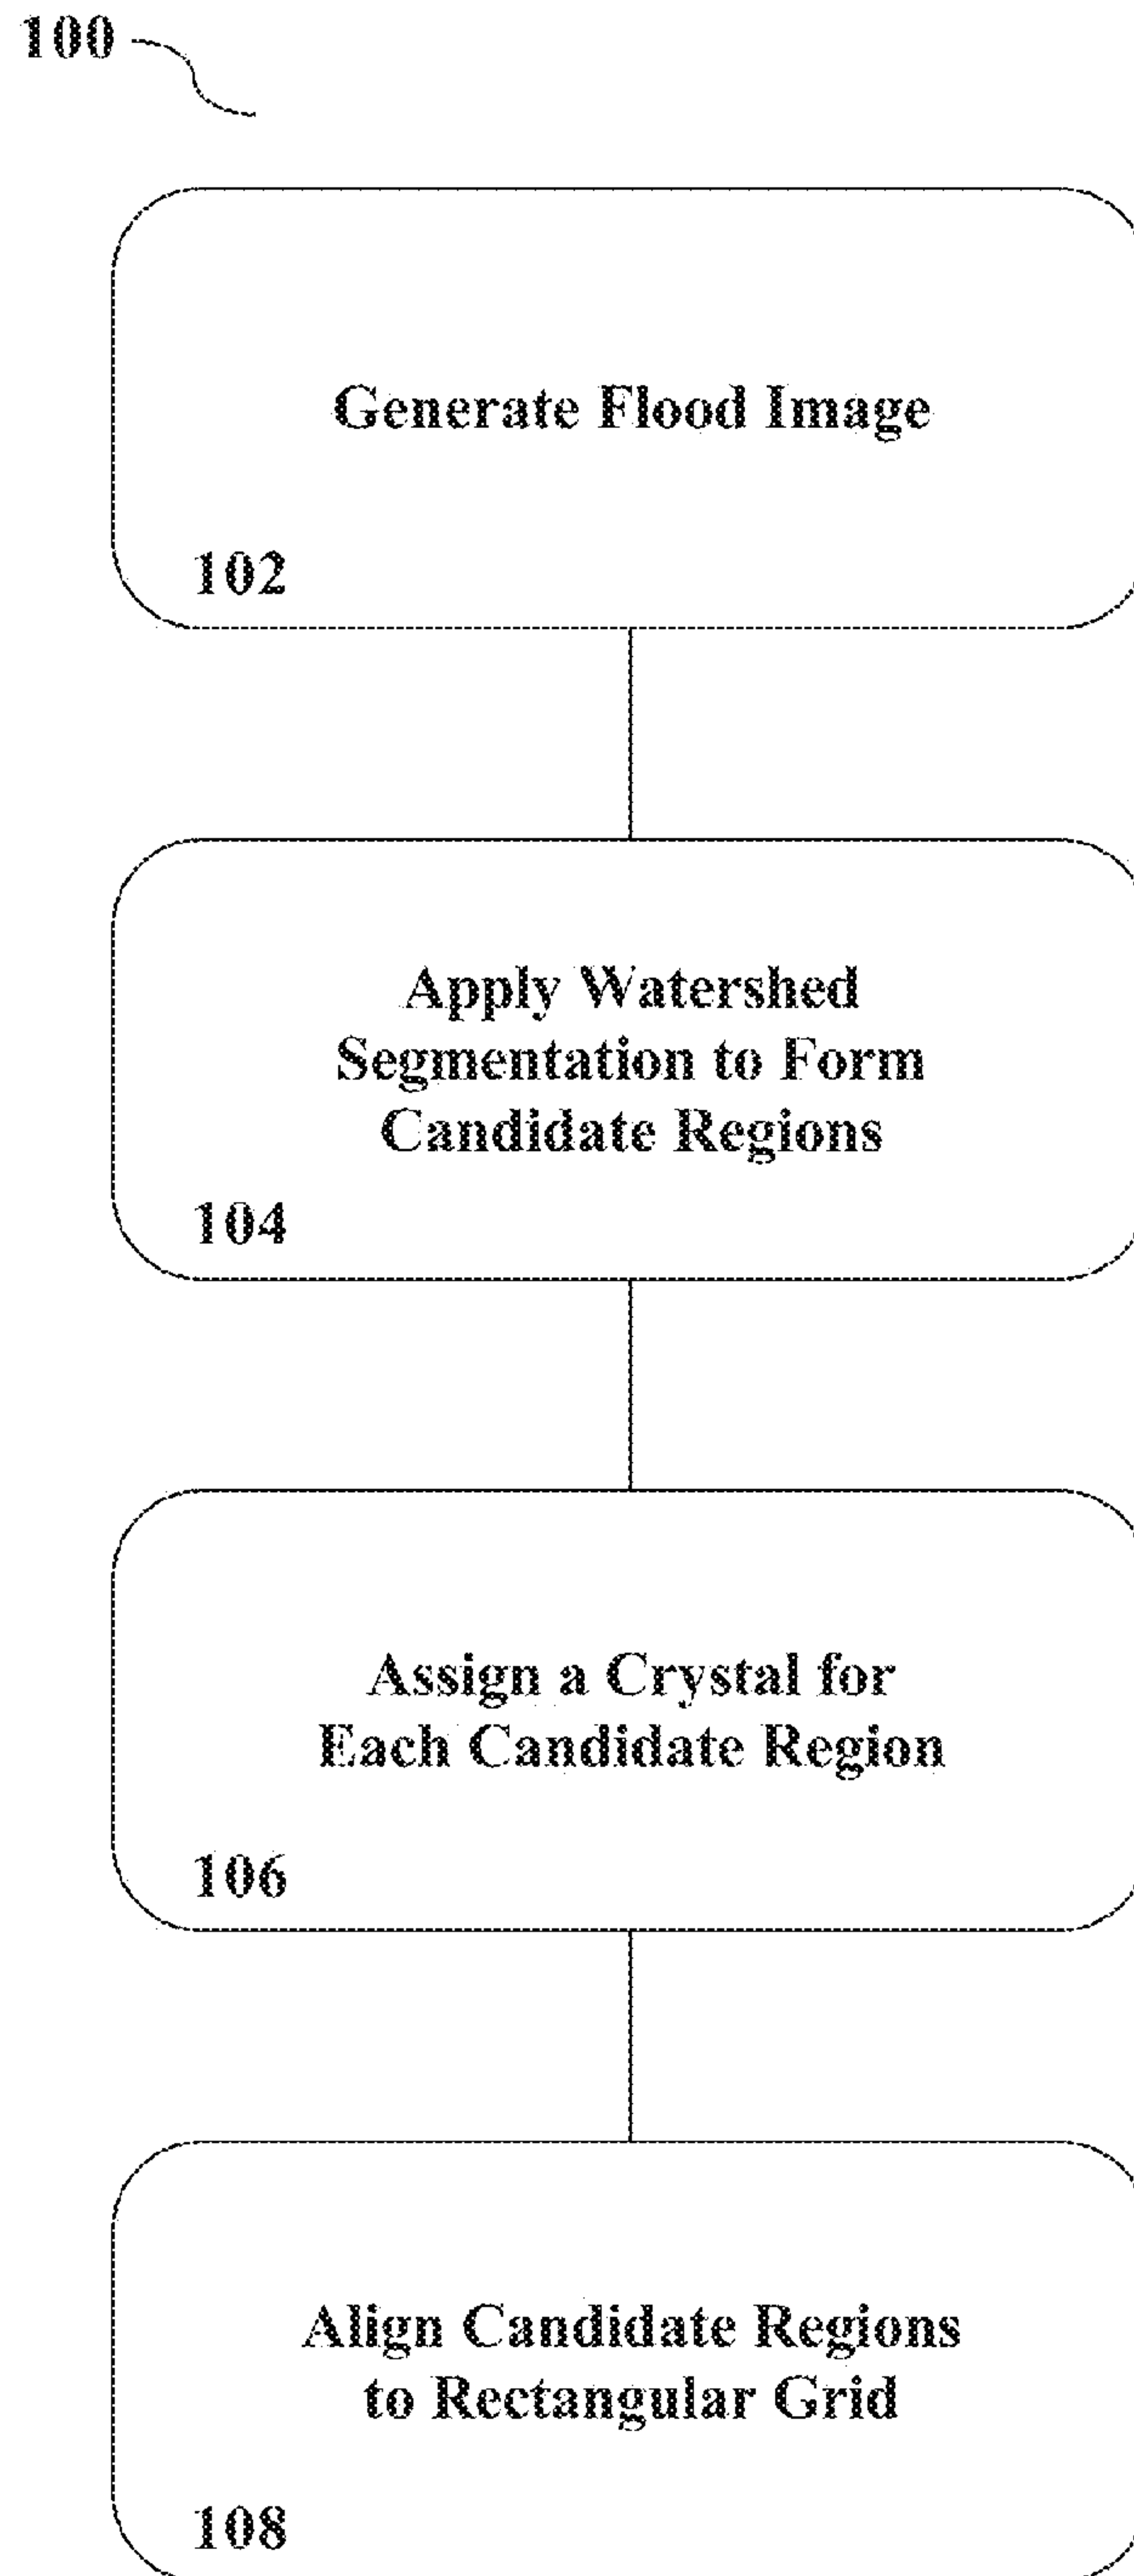 100
Generate Flood Image
102
Apply Watershed
Segmentation to Form
Candidate Regions
104
Assign a Crystal for
Each Candidate Region
106
Align Candidate Regions
to Rectangular Grid
108